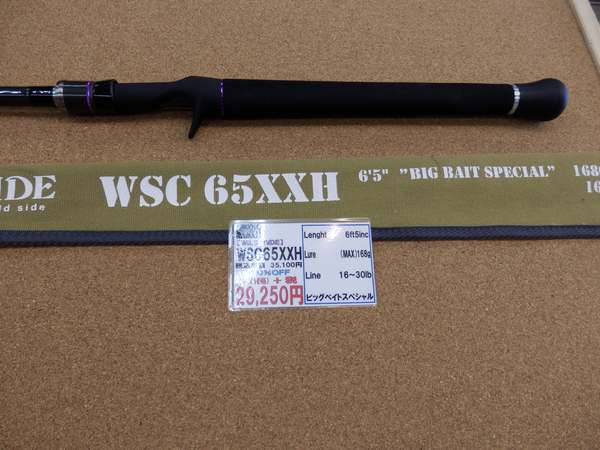 IDE
ld side
WSC 65XXH
6'5" "BIG BAIT SPECIAL"
168
16
WSC65XXH
35,100円
%OFF
29,250円
Lenght 6ft5inc
Lure (MAX)168g
Line 16~30lb
ビッグベイトスペシャル